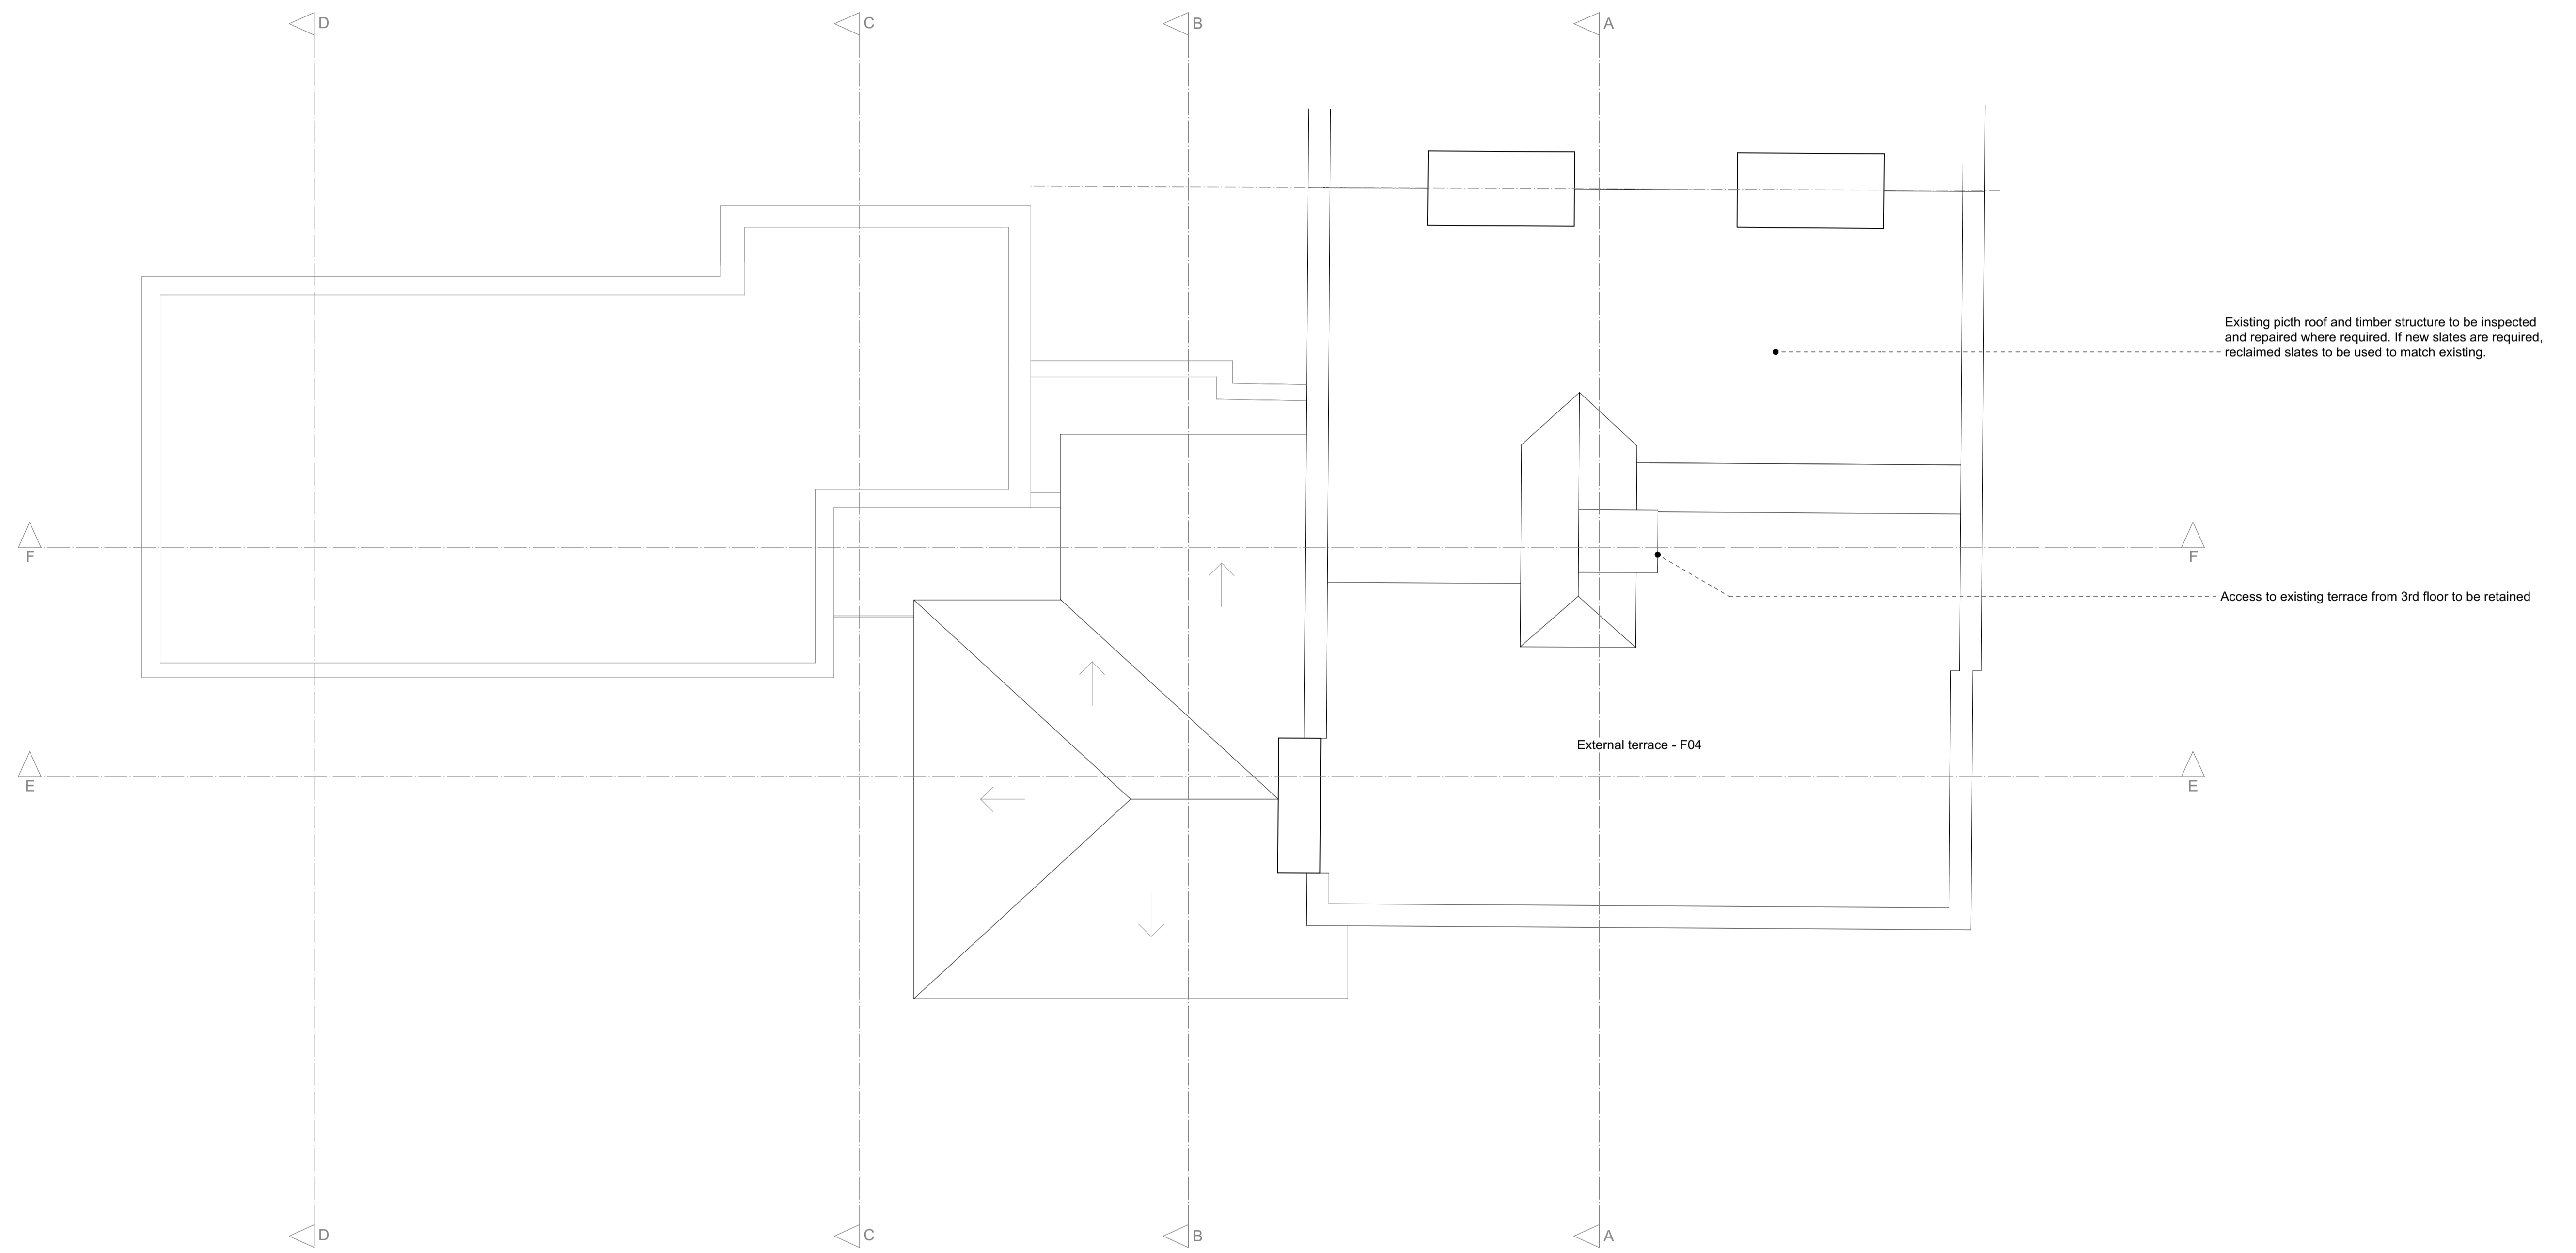 D
C
B
A
Existing picth roof and timber structure to be inspected
and repaired where required. If new slates are required,
reclaimed slates to be used to match existing.
F
F
Access to existing terrace from 3rd floor to be retained
External terrace - F04
E
E
D
C
B
A